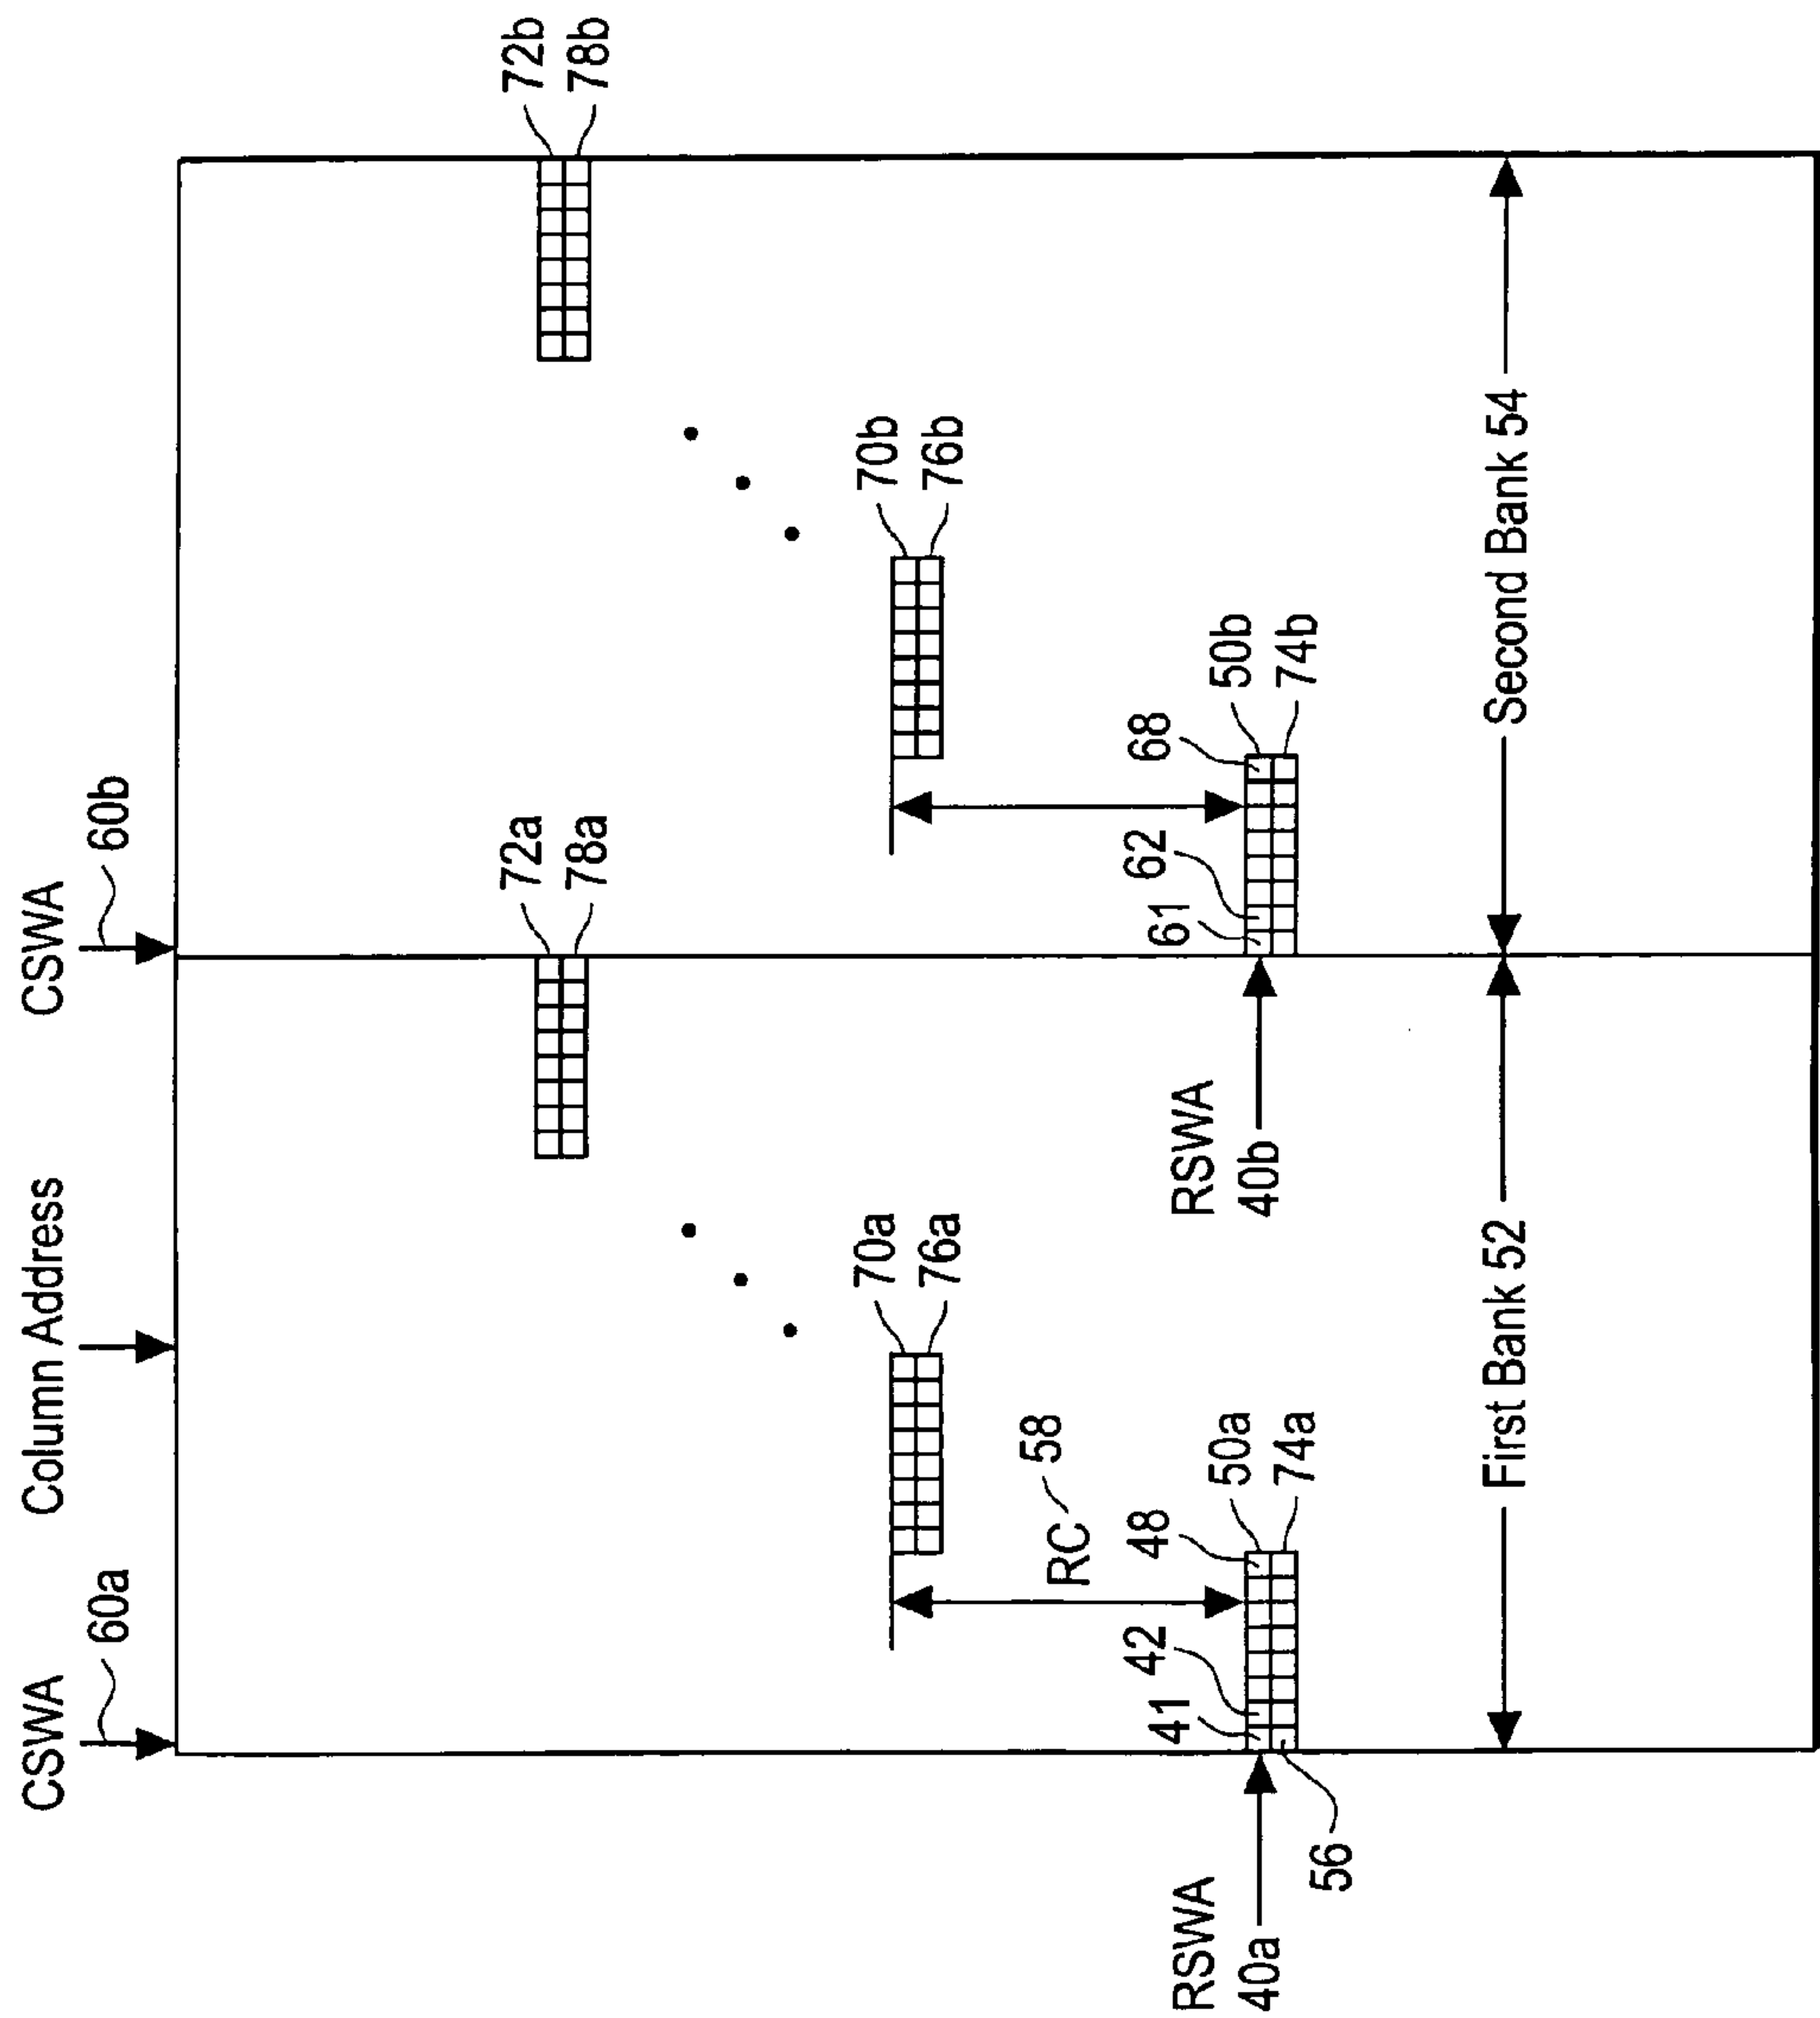 CSWA
60a
Column Address
CSWA
60b
72a
78a
72b
78b
70a
76a
70b
76b
RC 58
41
42
48
50a
74a
61
62
68
50b
74b
RSWA
40a
56
RSWA
40b
First Bank 52
Second Bank 54